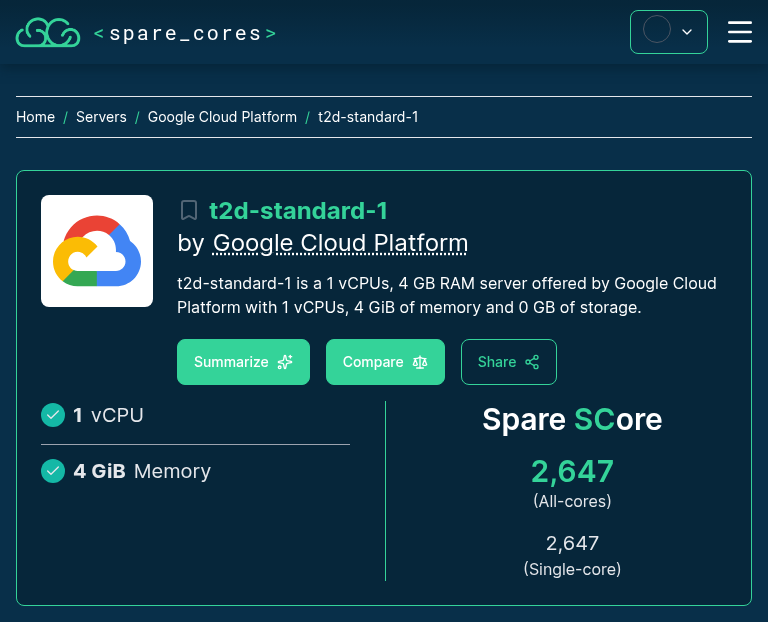 <spare_cores>
Home / Servers / Google Cloud Platform / t2d-standard-1
t2d-standard-1
by Google Cloud Platform
t2d-standard-1 is a 1 vCPUs, 4 GB RAM server offered by Google Cloud
Platform with 1 vCPUs, 4 GiB of memory and 0 GB of storage.
Summarize
Compare
Share
1 vCPU
4 GiB Memory
Spare SCore
2,647
(All-cores)
2,647
(Single-core)